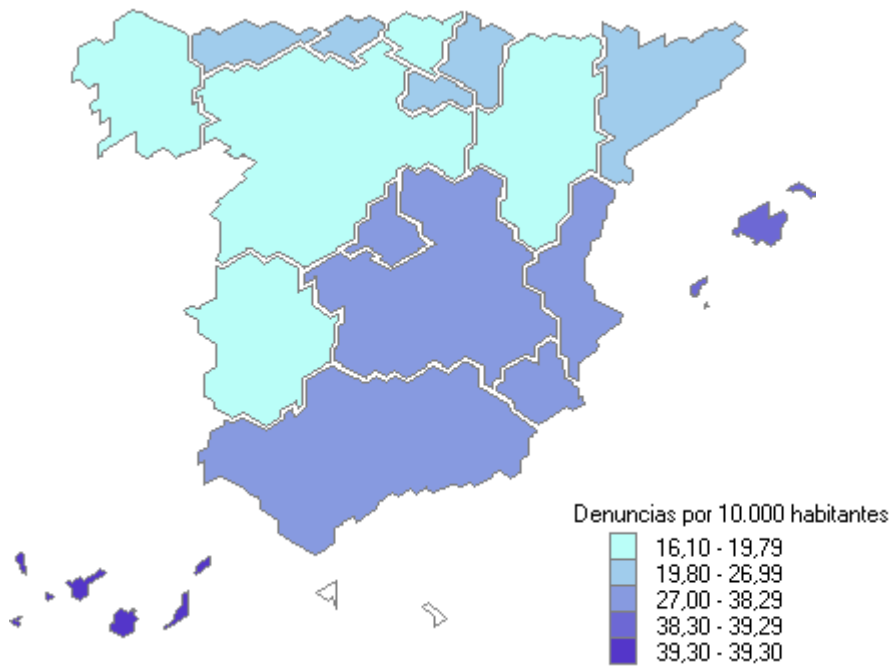 Denuncias por 10.000 habitantes
16,10 - 19,79
19,80 - 26,99
27,00 - 38,29
38,30 - 39,29
39,30 - 39,30